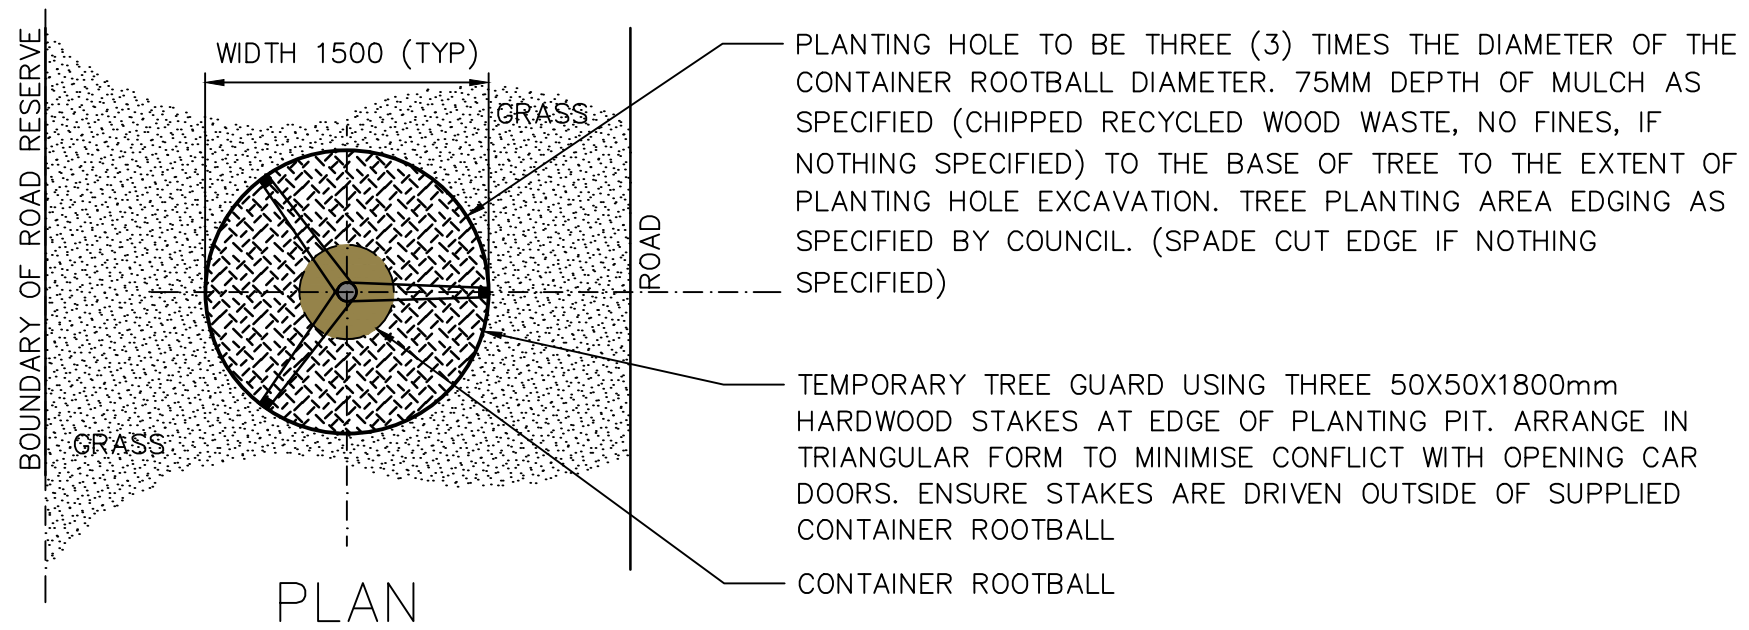 BOUNDARY OF ROAD RESERVE
WIDTH 1500 (TYP)
GRASS
GRASS
ROAD
PLAN
PLANTING HOLE TO BE THREE (3) TIMES THE DIAMETER OF THE
CONTAINER ROOTBALL DIAMETER. 75MM DEPTH OF MULCH AS
SPECIFIED (CHIPPED RECYCLED WOOD WASTE, NO FINES, IF
NOTHING SPECIFIED) TO THE BASE OF TREE TO THE EXTENT OF
PLANTING HOLE EXCAVATION. TREE PLANTING AREA EDGING AS
SPECIFIED BY COUNCIL. (SPADE CUT EDGE IF NOTHING
SPECIFIED)
TEMPORARY TREE GUARD USING THREE 50X50X1800mm
HARDWOOD STAKES AT EDGE OF PLANTING PIT. ARRANGE IN
TRIANGULAR FORM TO MINIMISE CONFLICT WITH OPENING CAR
DOORS. ENSURE STAKES ARE DRIVEN OUTSIDE OF SUPPLIED
CONTAINER ROOTBALL
CONTAINER ROOTBALL